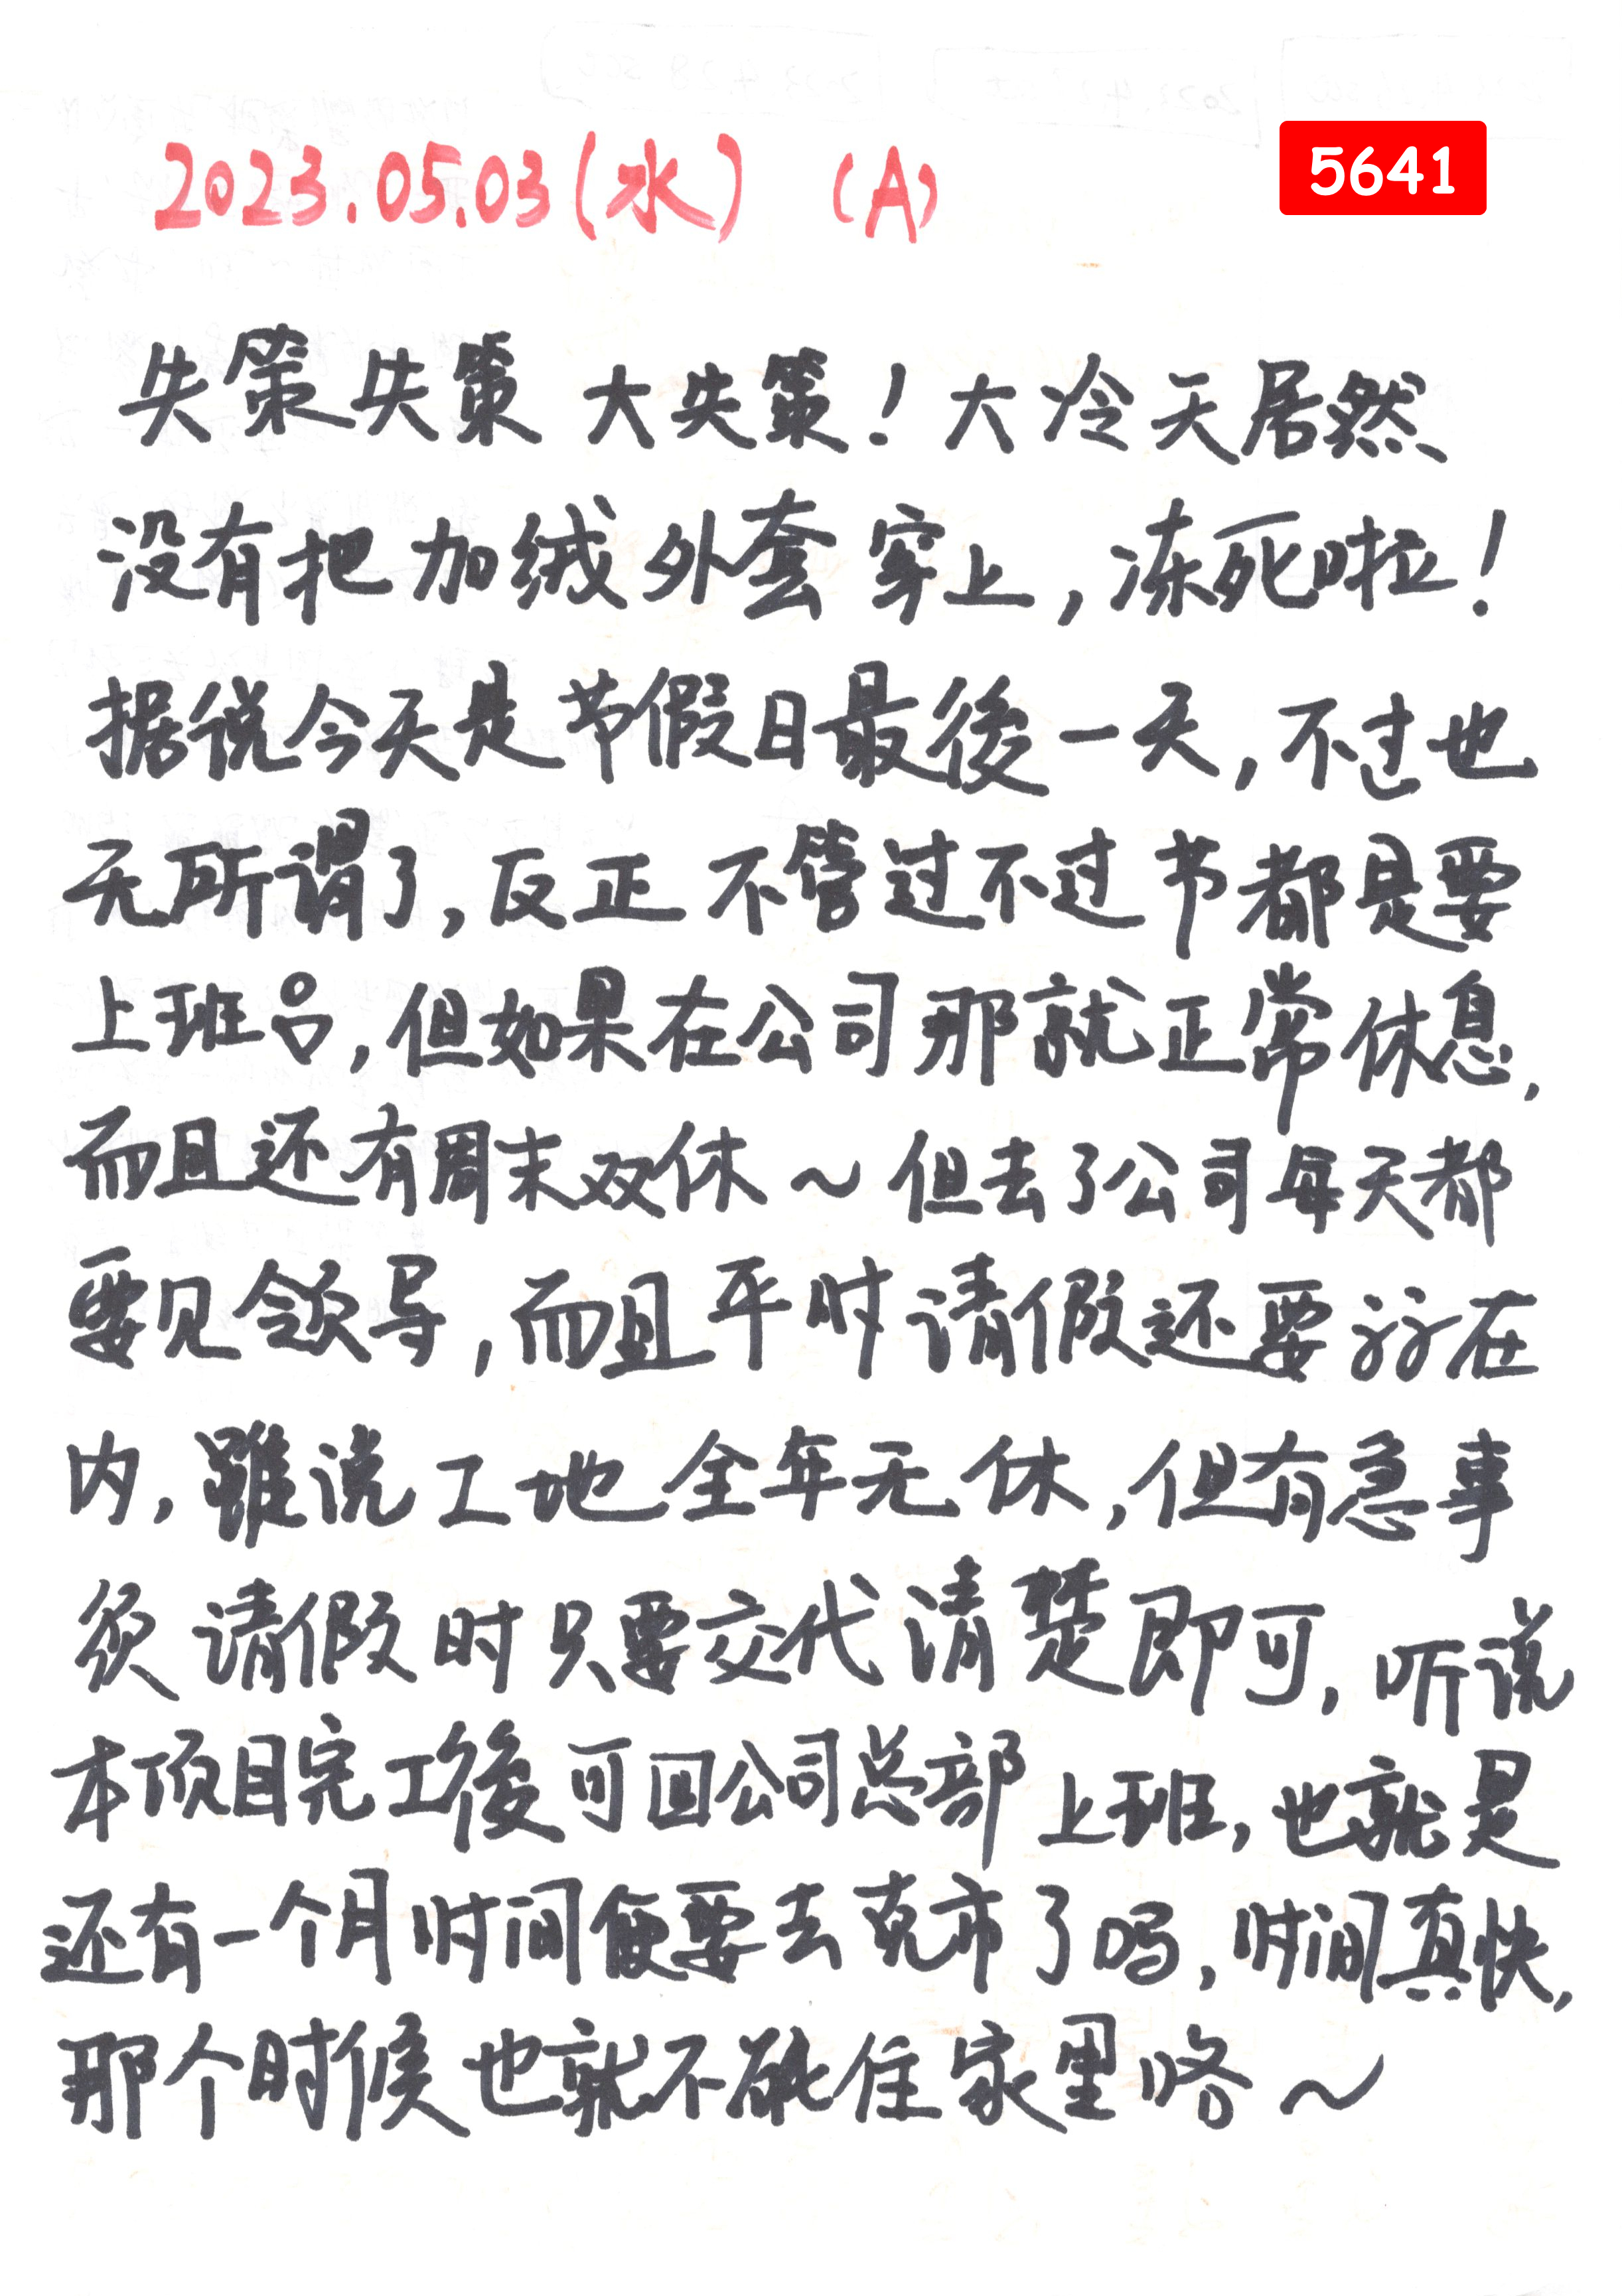 2023.05.03(水) (A)
5641
失策失策 大失策！大冷天居然
没有把加绒外套穿上，冻死啦！
据说今天是节假日最後一天，不过也
无所谓了，反正不管过不过节都是要
上班，但如果在公司那就正常休息，
而且还有周末双休～但去了公司每天都
要见领导，而且平时请假还要在
内，雖说工地全年无休，但有急事
须请假时只要交代清楚即可，听说
本项目完工後可回公司总部上班，也就是
还有一个月时间便要去克市了吗，时间真快，
那个时候也就不能住家里咯～